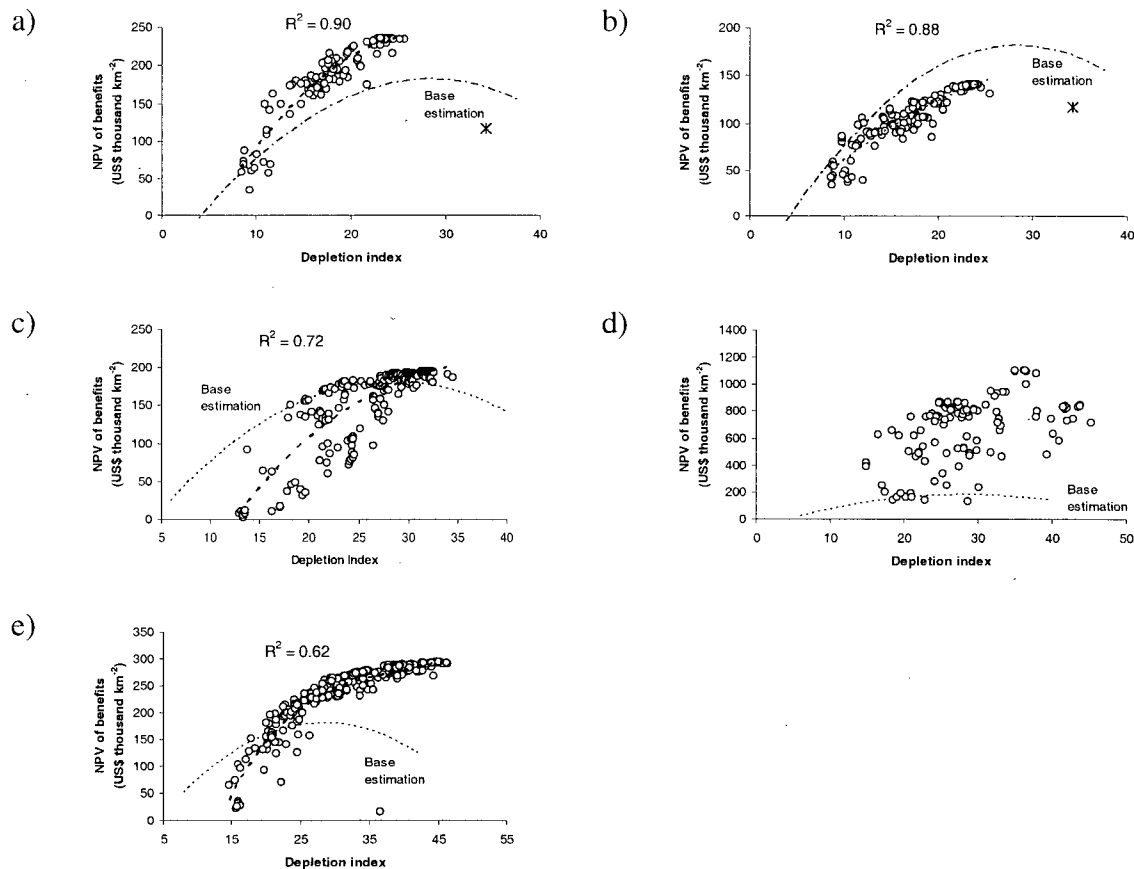 a)
R² = 0.90
NPV of benefits
(US$ thousand km⁻²)
250
200
150
100
50
0
Base
estimation
0 10 20 30 40
Depletion index
b)
R² = 0.88
NPV of benefits
(US$ thousand km⁻²)
200
150
100
50
0
Base
estimation
0 10 20 30 40
Depletion index
c)
R² = 0.72
NPV of benefits
(US$ thousand km⁻²)
250
200
150
100
50
0
Base
estimation
5 10 15 20 25 30 35 40
Depletion Index
d)
NPV of benefits
(US$ thousand km⁻²)
1400
1200
1000
800
600
400
200
0
Base
estimation
0 10 20 30 40 50
Depletion index
e)
R² = 0.62
NPV of benefits
(US$ thousand km⁻²)
350
300
250
200
150
100
50
0
Base
estimation
5 15 25 35 45 55
Depletion index